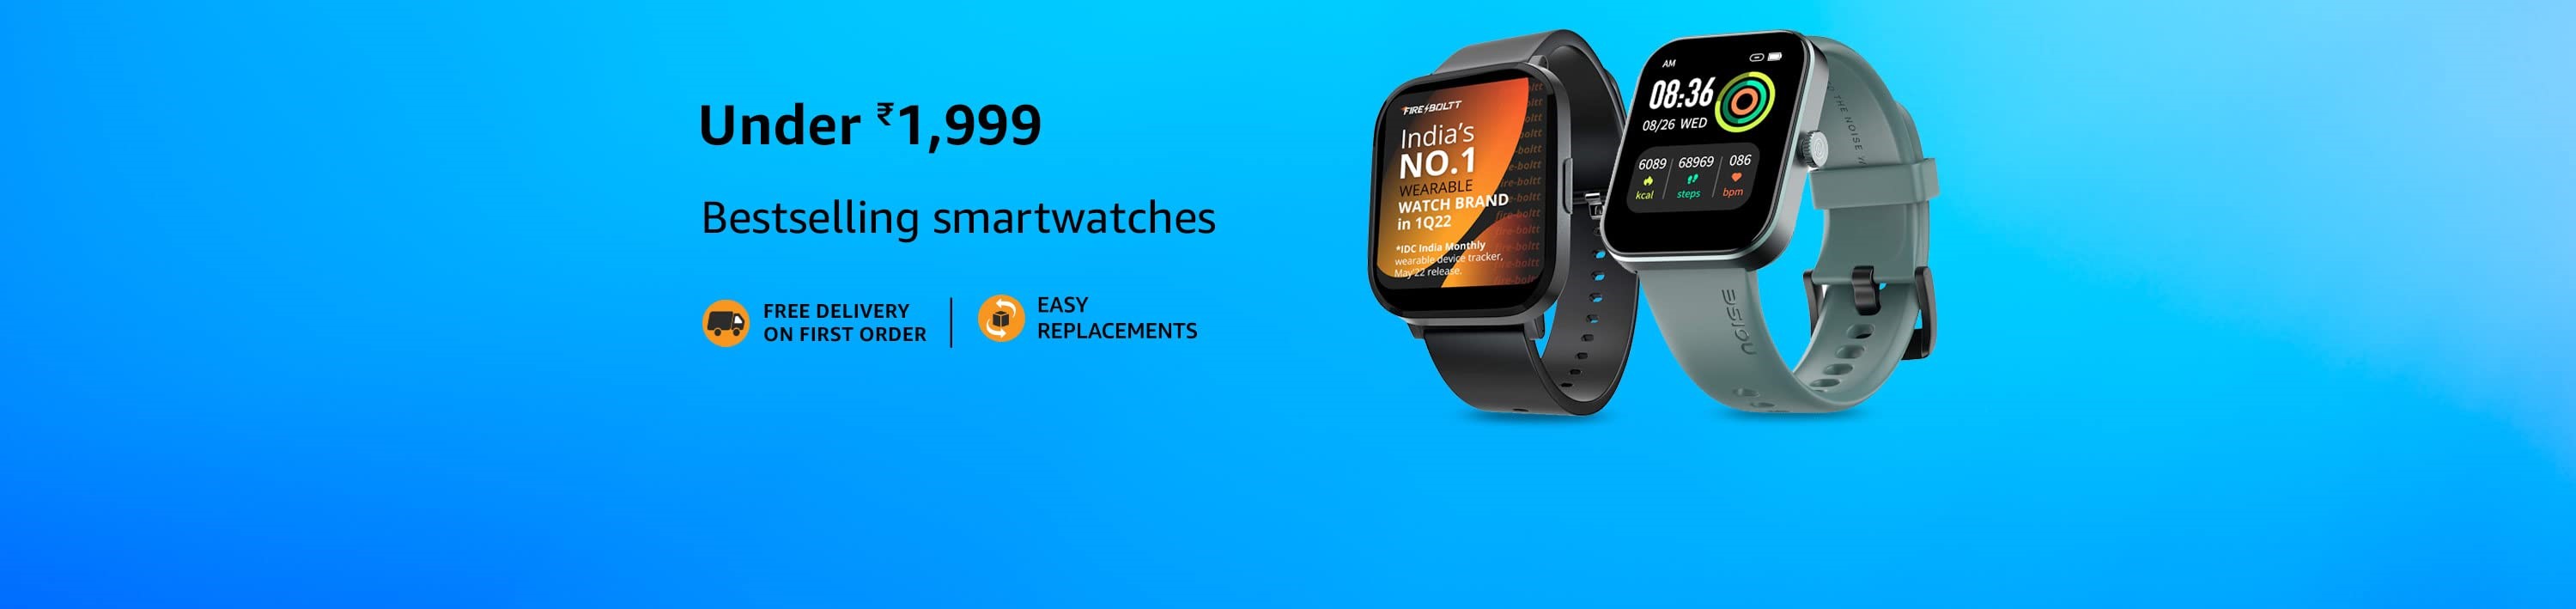 Under ₹1,999
Bestselling smartwatches
FREE DELIVERY
ON FIRST ORDER
EASY
REPLACEMENTS
FIRE BOLTT
India's
NO.1
WEARABLE
WATCH BRAND
in 1Q22
*IDC India Monthly
wearable device tracker,
May'22 release.
AM
08:36
08/26 WED
6089 68969 086
kcal steps bpm
THE NOISE
noise